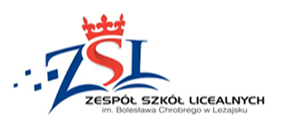 ZSL
ZESPÓŁ SZKÓŁ LICEALNYCH
im. Bolesława Chrobrego w Leżajsku